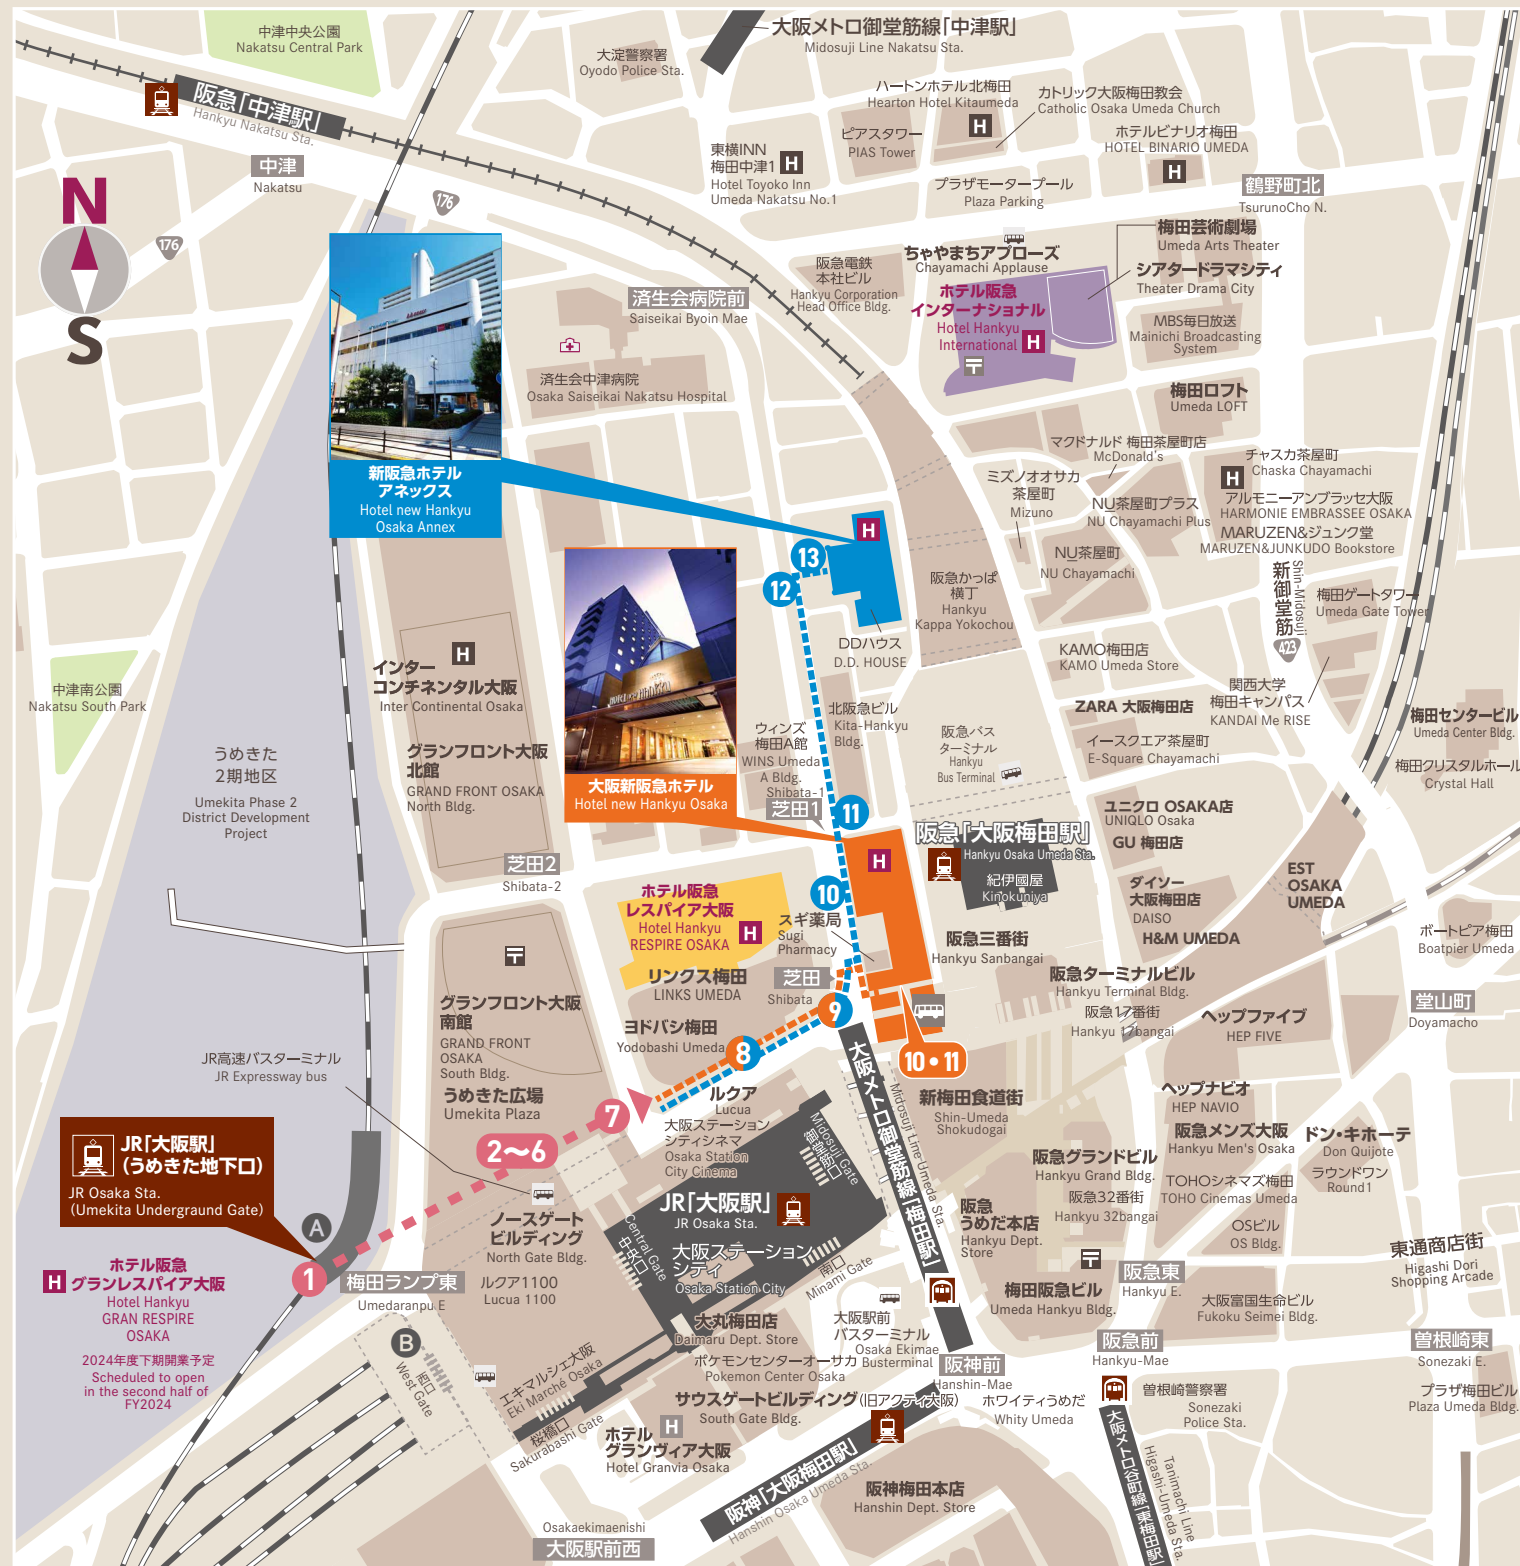 中津中央公園
Nakatsu Central Park
大淀警察署
Oyodo Police Sta.
大阪メトロ御堂筋線「中津駅」
Midosuji Line Nakatsu Sta.
阪急「中津駅」
Hankyu Nakatsu Sta.
中津
Nakatsu
N
S
176
176
ハートンホテル北梅田
Hearton Hotel Kitaumeda
カトリック大阪梅田教会
Catholic Osaka Umeda Church
ピアスタワー
PIAS Tower
ホテルビナリオ梅田
HOTEL BINARIO UMEDA
東横INN
梅田中津1
Hotel Toyoko Inn
Umeda Nakatsu No.1
プラザモータープール
Plaza Parking
鶴野町北
TsurunoCho N.
梅田芸術劇場
Umeda Arts Theater
シアタードラマシティ
Theater Drama City
ちゃやまちアプローズ
Chayamachi Applause
阪急電鉄
本社ビル
Hankyu Corporation
Head Office Bldg.
ホテル阪急
インターナショナル
Hotel Hankyu
International
MBS毎日放送
Mainichi Broadcasting
System
済生会病院前
Saiseikai Byoin Mae
済生会中津病院
Osaka Saiseikai Nakatsu Hospital
梅田ロフト
Umeda LOFT
マクドナルド 梅田茶屋町店
McDonald's
チャスカ茶屋町
Chaska Chayamachi
ミズノオオサカ
茶屋町
Mizuno
NU茶屋町プラス
NU Chayamachi Plus
アルモニーアンブラッセ大阪
HARMONIE EMBRASSEE OSAKA
MARUZEN&ジュンク堂
MARUZEN&JUNKUDO Bookstore
NU茶屋町
NU Chayamachi
新御堂筋
Shin-Midosuji
423
梅田ゲートタワー
Umeda Gate Tower
新阪急ホテル
アネックス
Hotel new Hankyu
Osaka Annex
13
12
阪急かっぱ
横丁
Hankyu
Kappa Yokochou
DDハウス
D.D. HOUSE
KAMO梅田店
KAMO Umeda Store
関西大学
梅田キャンパス
KANDAI Me RISE
中津南公園
Nakatsu South Park
インター
コンチネンタル大阪
Inter Continental Osaka
グランフロント大阪
北館
GRAND FRONT OSAKA
North Bldg.
うめきた
2期地区
Umekita Phase 2
District Development
Project
ウィンズ
梅田A館
WINS Umeda
A Bldg.
Shibata-1
芝田1
北阪急ビル
Kita-Hankyu
Bldg.
阪急バス
ターミナル
Hankyu
Bus Terminal
ZARA 大阪梅田店
イースクエア茶屋町
E-Square Chayamachi
梅田センタービル
Umeda Center Bldg.
梅田クリスタルホール
Crystal Hall
大阪新阪急ホテル
Hotel new Hankyu Osaka
11
ユニクロ OSAKA店
UNIQLO Osaka
GU 梅田店
阪急「大阪梅田駅」
Hankyu Osaka Umeda Sta.
紀伊國屋
Kinokuniya
芝田2
Shibata-2
ダイソー
大阪梅田店
DAISO
H&M UMEDA
EST
OSAKA
UMEDA
ホテル阪急
レスパイア大阪
Hotel Hankyu
RESPIRE OSAKA
10
スギ薬局
Sugi
Pharmacy
阪急三番街
Hankyu Sanbangai
ボートピア梅田
Boatpier Umeda
リンクス梅田
LINKS UMEDA
芝田
Shibata
阪急ターミナルビル
Hankyu Terminal Bldg.
阪急17番街
Hankyu 17bangai
ヘップファイブ
HEP FIVE
堂山町
Doyamacho
グランフロント大阪
南館
GRAND FRONT
OSAKA
South Bldg.
うめきた広場
Umekita Plaza
ヨドバシ梅田
Yodobashi Umeda
9
8
7
2〜6
10・11
JR高速バスターミナル
JR Expressway bus
ルクア
Lucua
大阪ステーション
シティシネマ
Osaka Station
City Cinema
御堂筋口
Midosuji Gate
大阪メトロ御堂筋線「梅田駅」
Midosuji Line Umeda Sta.
新梅田食道街
Shin-Umeda
Shokudogai
ヘップナビオ
HEP NAVIO
阪急メンズ大阪
Hankyu Men's Osaka
ドン・キホーテ
Don Quijote
JR「大阪駅」
（うめきた地下口）
JR Osaka Sta.
(Umekita Undergraund Gate)
A
1
阪急グランドビル
Hankyu Grand Bldg.
阪急32番街
Hankyu 32bangai
TOHOシネマズ梅田
TOHO Cinemas Umeda
ラウンドワン
Round1
OSビル
OS Bldg.
ノースゲート
ビルディング
North Gate Bldg.
JR「大阪駅」
JR Osaka Sta.
大阪ステーション
シティ
Osaka Station City
中央口
Central Gate
南口
Minami Gate
阪急
うめだ本店
Hankyu Dept.
Store
東通商店街
Higashi Dori
Shopping Arcade
ホテル阪急
グランレスパイア大阪
Hotel Hankyu
GRAN RESPIRE
OSAKA
2024年度下期開業予定
Scheduled to open
in the second half of
FY2024
梅田ランプ東
Umedaranpu E
ルクア1100
Lucua 1100
B
西口
West Gate
梅田阪急ビル
Umeda Hankyu Bldg.
阪急東
Hankyu E.
大阪富国生命ビル
Fukoku Seimei Bldg.
大丸梅田店
Daimaru Dept. Store
大阪駅前
バスターミナル
Osaka Ekimae
Busterminal
ポケモンセンターオーサカ
Pokemon Center Osaka
阪神前
Hanshin-Mae
阪急前
Hankyu-Mae
曽根崎東
Sonezaki E.
エキマルシェ大阪
Eki Marché Osaka
桜橋口
Sakurabashi Gate
サウスゲートビルディング(旧アクティ大阪)
South Gate Bldg.
ホワイティうめだ
Whity Umeda
曽根崎警察署
Sonezaki
Police Sta.
プラザ梅田ビル
Plaza Umeda Bldg.
ホテル
グランヴィア大阪
Hotel Granvia Osaka
阪神「大阪梅田駅」
Hanshin Osaka Umeda Sta.
阪神梅田本店
Hanshin Dept. Store
大阪メトロ谷町線「東梅田駅」
Tanimachi Line
Higashi-Umeda Sta.
Osakaekimaenishi
大阪駅前西